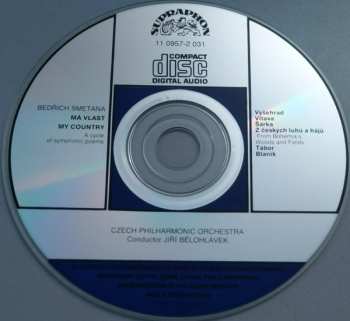 SUPRAPHON
11 0957-2 031
COMPACT
disc
DIGITAL AUDIO
BEDŘICH SMETANA
MÁ VLAST
MY COUNTRY
A cycle
of symphonic poems
Vyšehrad
Vltava
Šárka
Z českých luhů a hájů
From Bohemia's
Woods and Fields
Tábor
Blaník
CZECH PHILHARMONIC ORCHESTRA
Conductor JIŘÍ BĚLOHLÁVEK